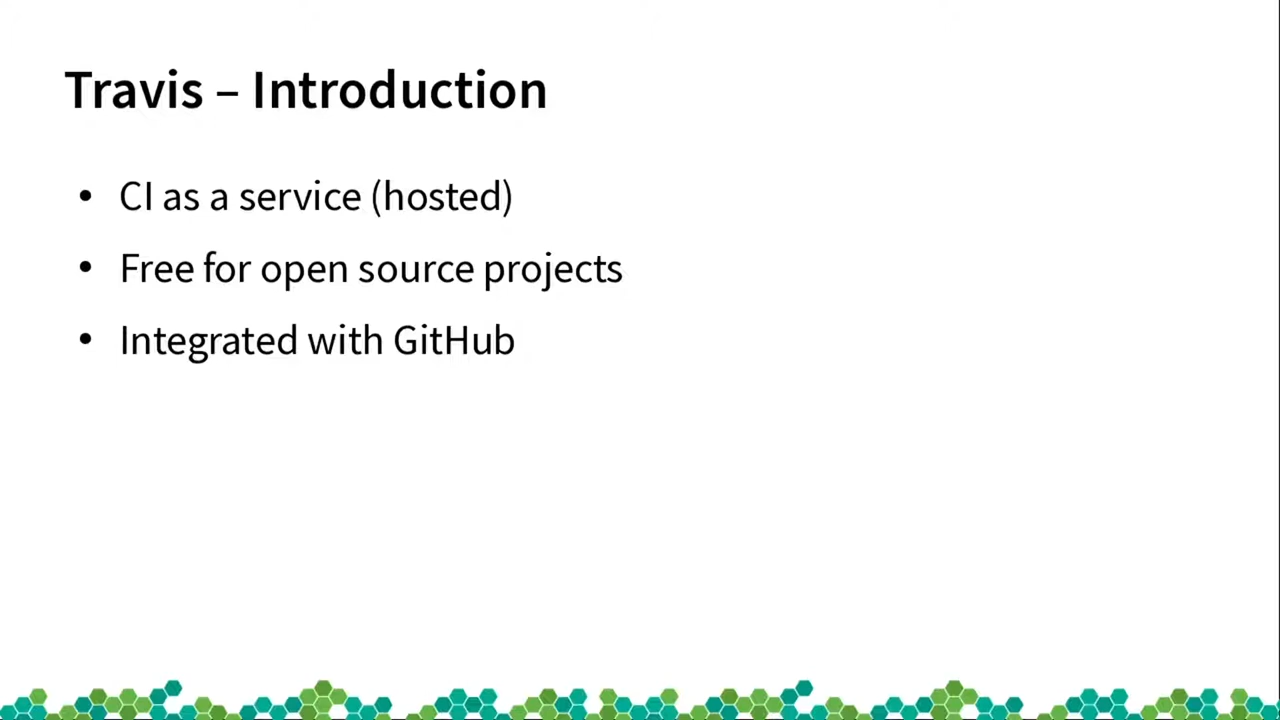 Travis – Introduction
• CI as a service (hosted)
• Free for open source projects
• Integrated with GitHub